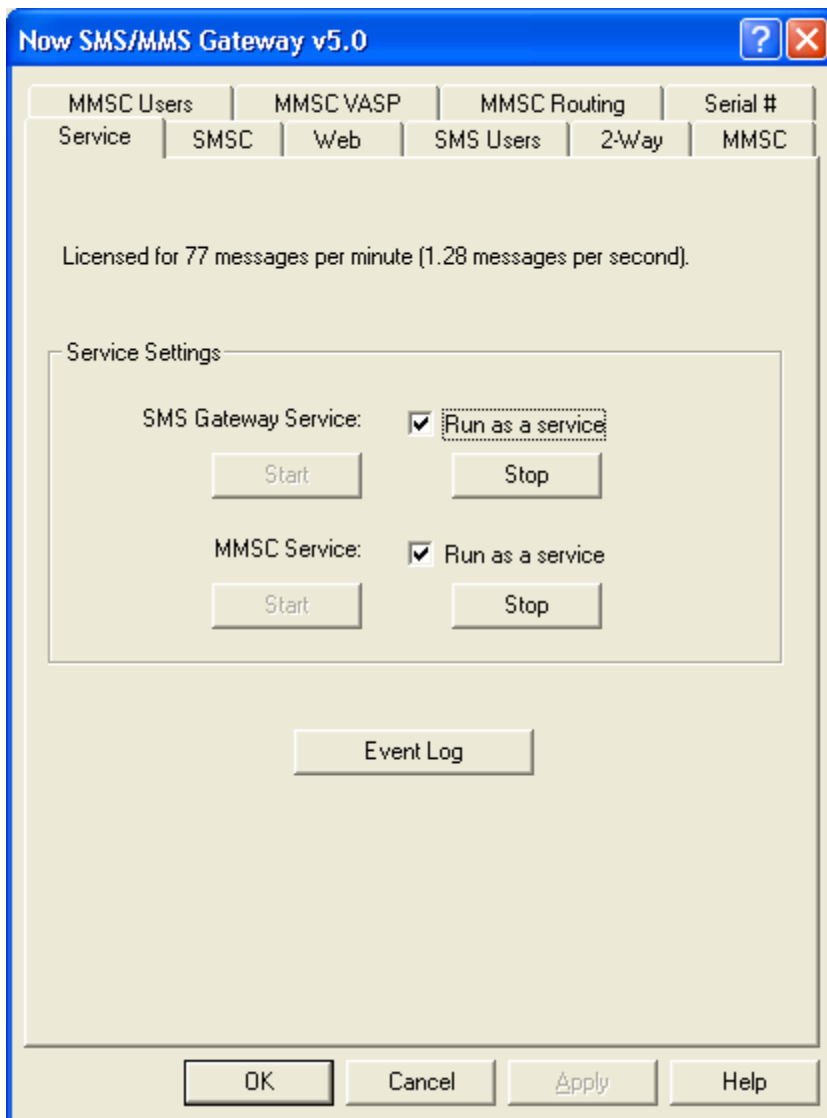 Now SMS/MMS Gateway v5.0
MMSC Users MMSC VASP MMSC Routing Serial #
Service SMSC Web SMS Users 2-Way MMSC
Licensed for 77 messages per minute (1.28 messages per second).
Service Settings
SMS Gateway Service: Run as a service
Start Stop
MMSC Service: Run as a service
Start Stop
Event Log
OK Cancel Apply Help